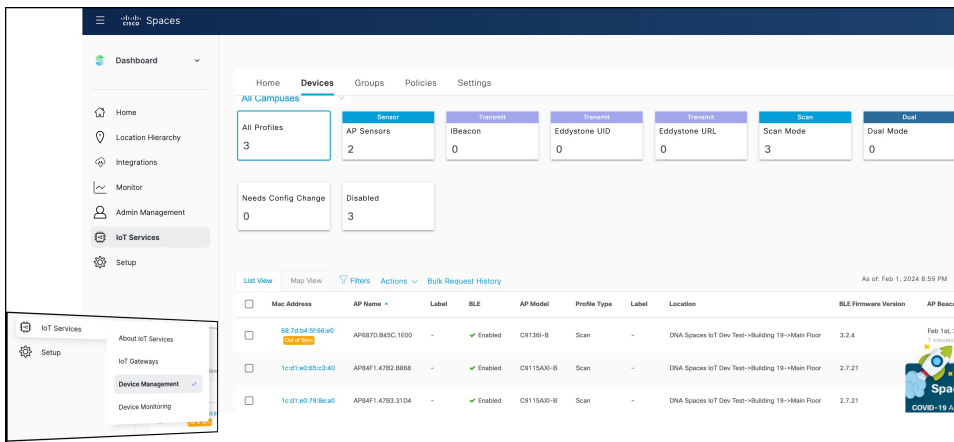 cisco Spaces
Dashboard
Home
Location Hierarchy
Integrations
Monitor
Admin Management
IoT Services
Setup
Home Devices Groups Policies Settings
All Campuses
All Profiles
3
Sensor
AP Sensors
2
Transmit
IBeacon
0
Transmit
Eddystone UID
0
Transmit
Eddystone URL
0
Scan
Scan Mode
3
Dual
Dual Mode
0
Needs Config Change
0
Disabled
3
List View Map View Filters Actions Bulk Request History
As of: Feb 1, 2024 8:59 PM
Mac Address AP Name Label BLE AP Model Profile Type Label Location BLE Firmware Version AP Beac
68:7d:b4:5f:66:e0 AP687D.B45C.1E00 - Enabled C9136I-B Scan - DNA Spaces IoT Dev Test->Building 19->Main Floor 3.2.4 Feb 1st,
Out of Sync 7 minutes
1c:d1:e0:65:c3:40 AP84F1.47B2.B868 - Enabled C9115AXI-B Scan - DNA Spaces IoT Dev Test->Building 19->Main Floor 2.7.21
1c:d1:e0:79:8e:a0 AP84F1.47B3.31D4 - Enabled C9115AXI-B Scan - DNA Spaces IoT Dev Test->Building 19->Main Floor 2.7.21
Spa
COVID-19 A
IoT Services
Setup
About IoT Services
IoT Gateways
Device Management
Device Monitoring